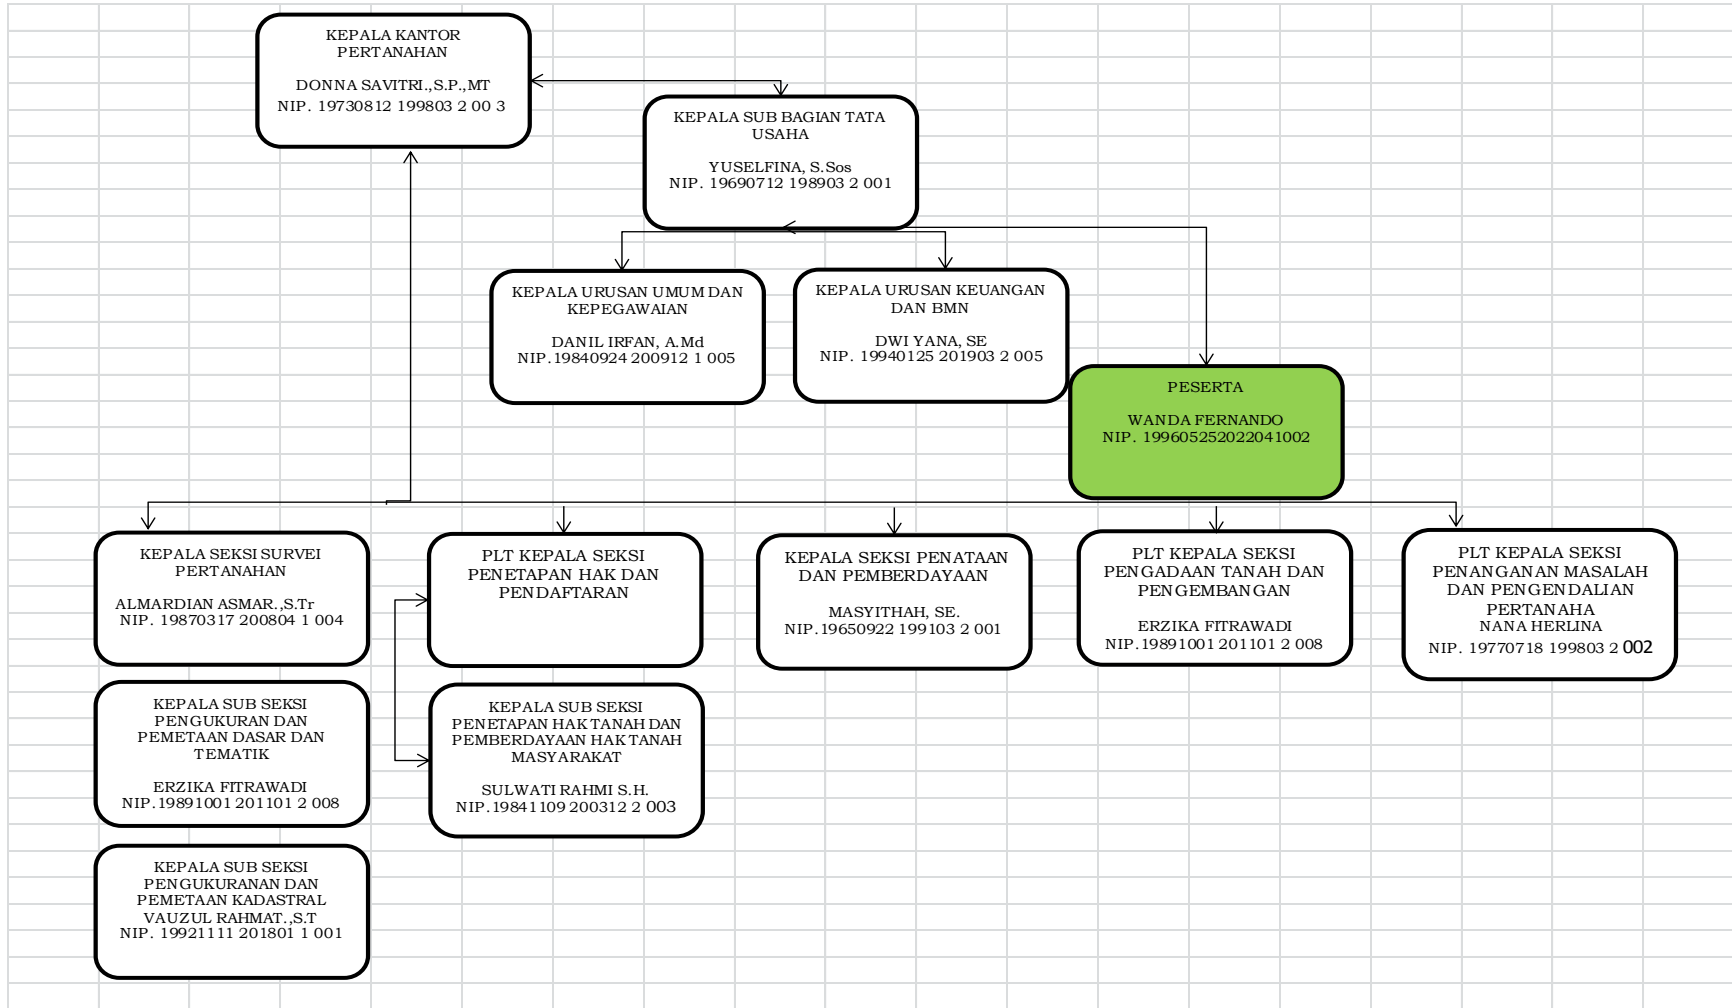 KEPALA KANTOR
PERTANAHAN
DONNA SAVITRI.,S.P.,MT
NIP. 19730812 199803 2 00 3
KEPALA SUB BAGIAN TATA
USAHA
YUSELFINA, S.Sos
NIP. 19690712 198903 2 001
KEPALA URUSAN UMUM DAN
KEPEGAWAIAN
DANIL IRFAN, A.Md
NIP.19840924 200912 1 005
KEPALA URUSAN KEUANGAN
DAN BMN
DWI YANA, SE
NIP. 19940125 201903 2 005
PESERTA
WANDA FERNANDO
NIP. 199605252022041002
KEPALA SEKSI SURVEI
PERTANAHAN
ALMARDIAN ASMAR.,S.Tr
NIP. 19870317 200804 1 004
PLT KEPALA SEKSI
PENETAPAN HAK DAN
PENDAFTARAN
KEPALA SEKSI PENATAAN
DAN PEMBERDAYAAN
MASYITHAH, SE.
NIP.19650922 199103 2 001
PLT KEPALA SEKSI
PENGADAAN TANAH DAN
PENGEMBANGAN
ERZIKA FITRAWADI
NIP.19891001 201101 2 008
PLT KEPALA SEKSI
PENANGANAN MASALAH
DAN PENGENDALIAN
PERTANAHA
NANA HERLINA
NIP. 19770718 199803 2 002
KEPALA SUB SEKSI
PENGUKURAN DAN
PEMETAAN DASAR DAN
TEMATIK
ERZIKA FITRAWADI
NIP.19891001 201101 2 008
KEPALA SUB SEKSI
PENETAPAN HAK TANAH DAN
PEMBERDAYAAN HAK TANAH
MASYARAKAT
SULWATI RAHMI S.H.
NIP.19841109 200312 2 003
KEPALA SUB SEKSI
PENGUKURANAN DAN
PEMETAAN KADASTRAL
VAUZUL RAHMAT.,S.T
NIP. 19921111 201801 1 001